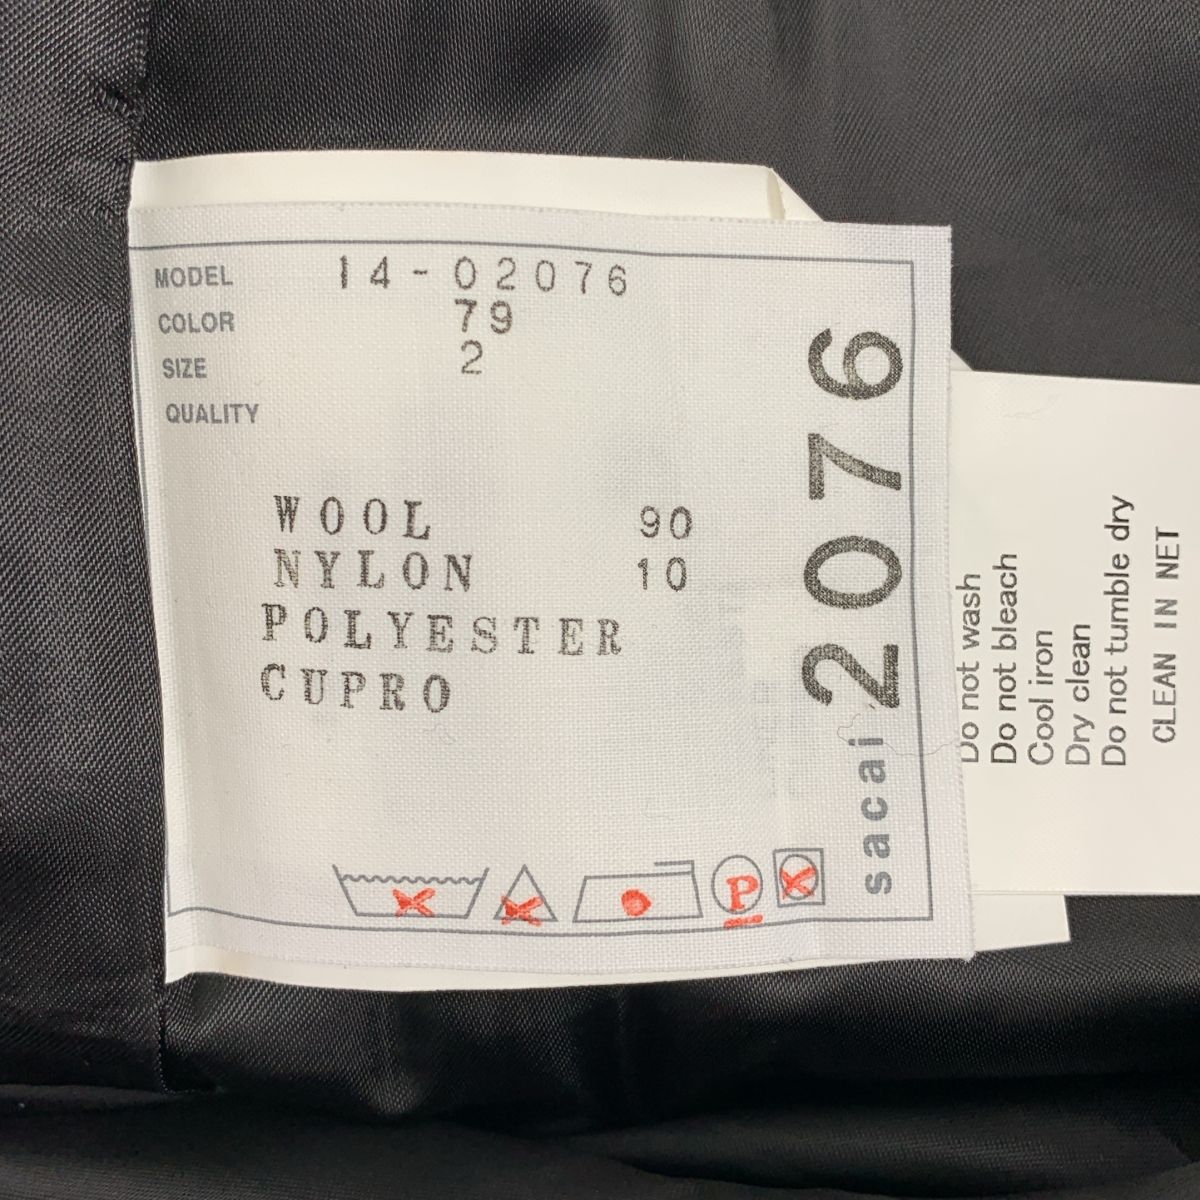 MODEL 14-02076
COLOR 79
SIZE 2
QUALITY
WOOL 90
NYLON 10
POLYESTER
CUPRO
P
sacai 2076
Do not wash
Do not bleach
Cool iron
Dry clean
Do not tumble dry
CLEAN IN NET